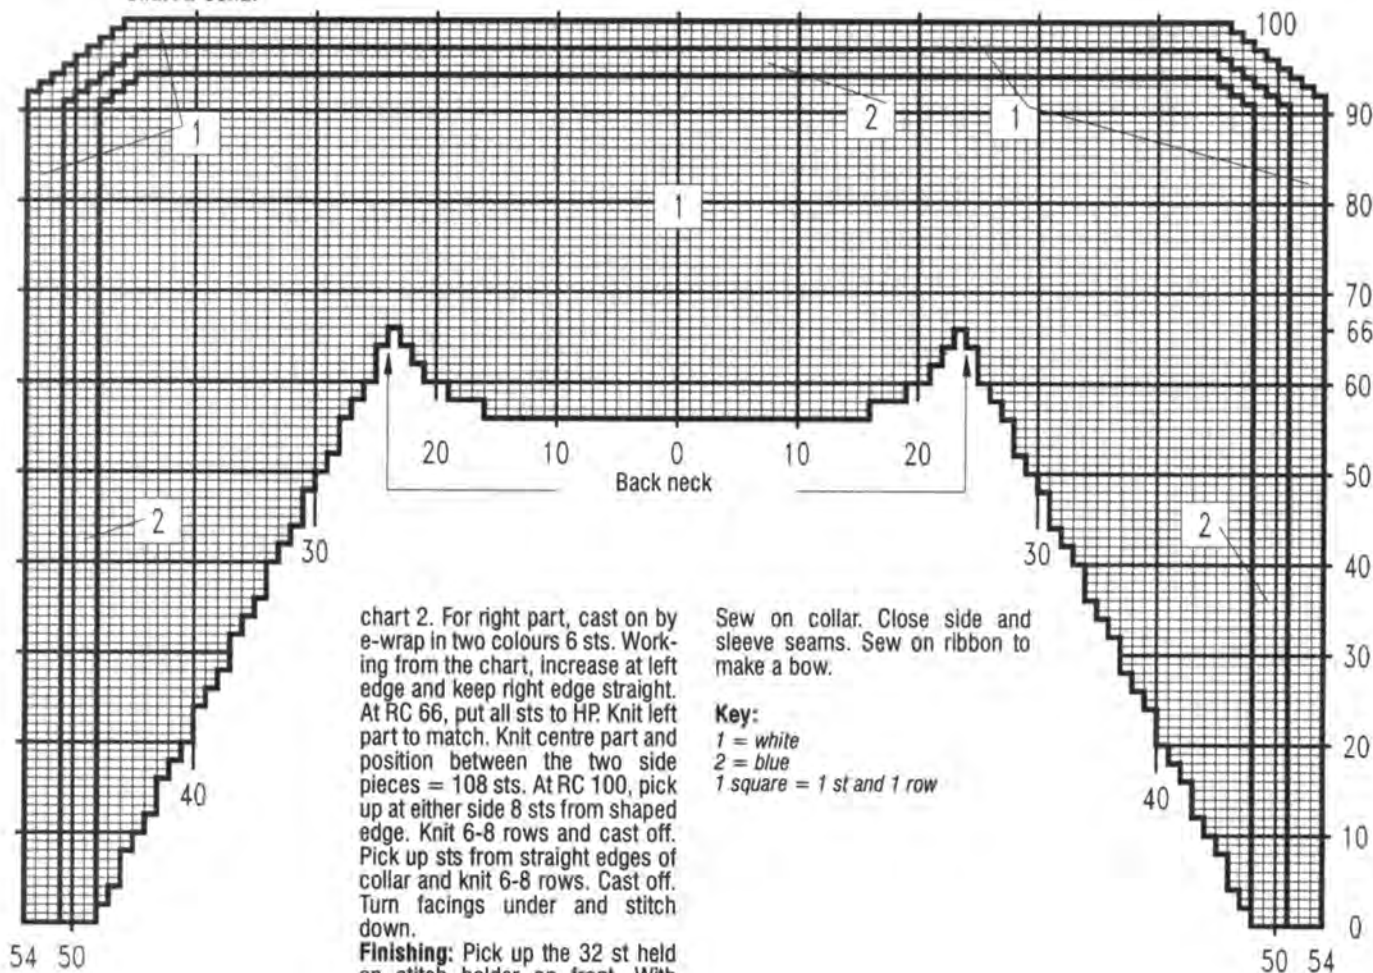 100
1
2
1
90
1
80
70
66
60
20 10 0 10 20
Back neck
50
2
2
30
30
40
chart 2. For right part, cast on by
e-wrap in two colours 6 sts. Work-
ing from the chart, increase at left
edge and keep right edge straight.
At RC 66, put all sts to HP. Knit left
part to match. Knit centre part and
position between the two side
pieces = 108 sts. At RC 100, pick
up at either side 8 sts from shaped
edge. Knit 6-8 rows and cast off.
Pick up sts from straight edges of
collar and knit 6-8 rows. Cast off.
Turn facings under and stitch
down.
Finishing: Pick up the 32 st held
on stitch holder on front. With
Sew on collar. Close side and
sleeve seams. Sew on ribbon to
make a bow.
Key:
1 = white
2 = blue
1 square = 1 st and 1 row
30
20
40
40
10
0
54 50
50 54